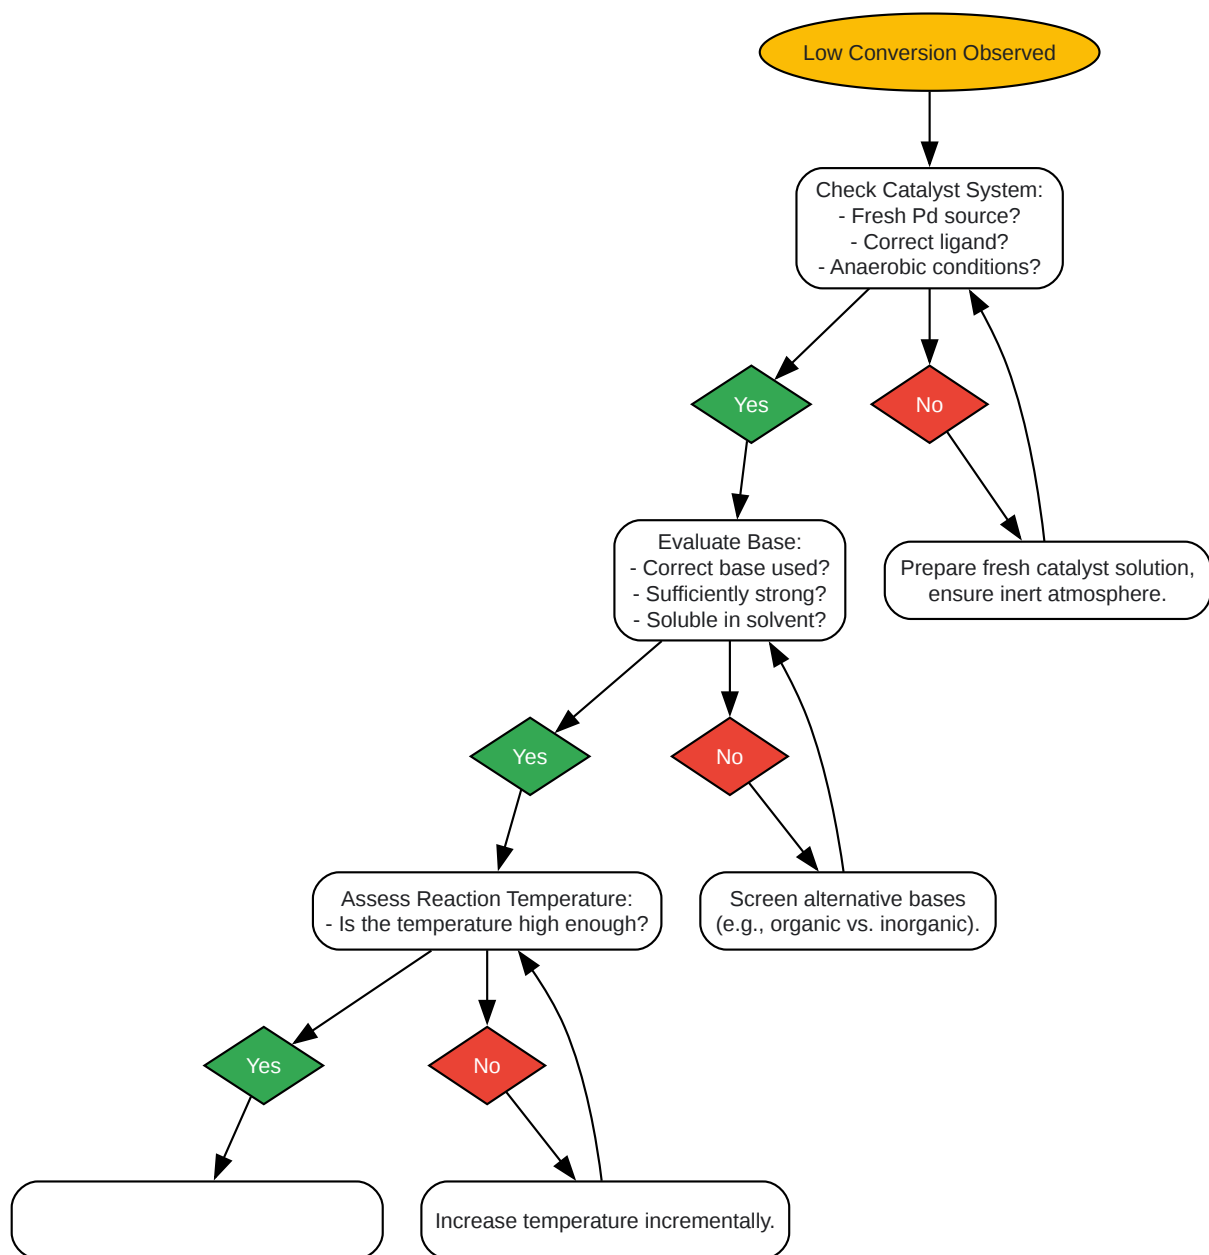 Low Conversion Observed
Check Catalyst System:
- Fresh Pd source?
- Correct ligand?
- Anaerobic conditions?
Yes
No
Evaluate Base:
- Correct base used?
- Sufficiently strong?
- Soluble in solvent?
Prepare fresh catalyst solution,
ensure inert atmosphere.
Yes
No
Assess Reaction Temperature:
- Is the temperature high enough?
Screen alternative bases
(e.g., organic vs. inorganic).
Yes
No
Increase temperature incrementally.